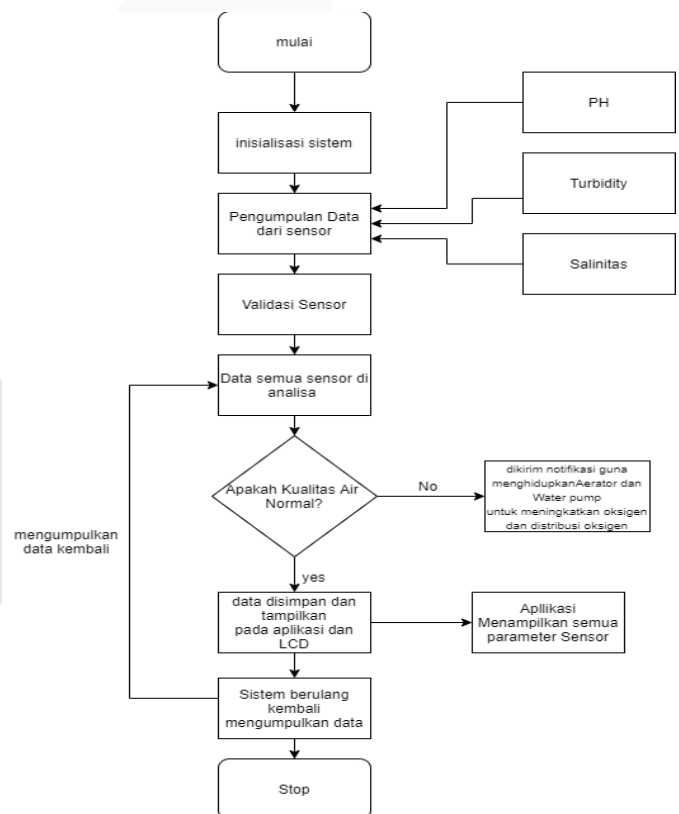 mulai
inisialisasi sistem
PH
Pengumpulan Data
dari sensor
Turbidity
Salinitas
Validasi Sensor
Data semua sensor di
analisa
Apakah Kualitas Air
Normal?
No
dikirim notifikasi guna
menghidupkanAerator dan
Water pump
untuk meningkatkan oksigen
dan distribusi oksigen
mengumpulkan
data kembali
yes
data disimpan dan
tampilkan
pada aplikasi dan
LCD
Apllikasi
Menampilkan semua
parameter Sensor
Sistem berulang
kembali
mengumpulkan data
Stop